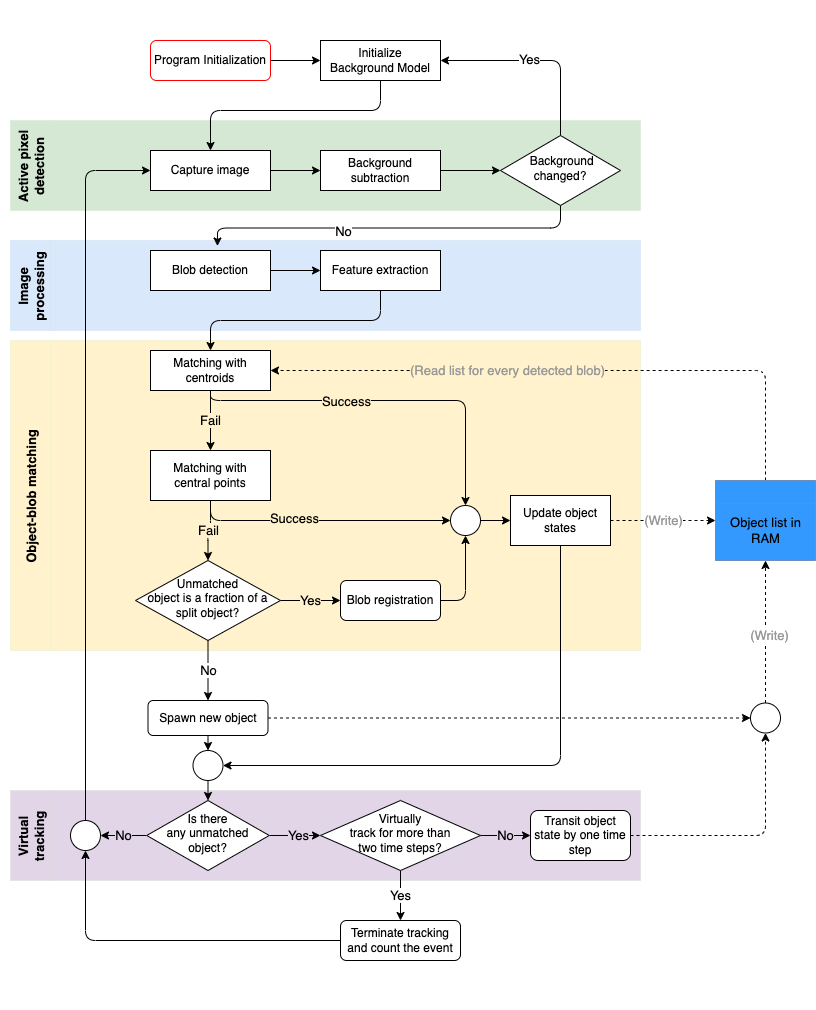 Program Initialization
Initialize
Background Model
Yes
Active pixel
detection
Capture image
Background
subtraction
Background
changed?
No
Image
processing
Blob detection
Feature extraction
Object-blob matching
Matching with
centroids
(Read list for every detected blob)
Success
Fail
Matching with
central points
Success
Fail
Update object
states
(Write)
Object list in
RAM
Unmatched
object is a fraction of a
split object?
Yes
Blob registration
(Write)
No
Spawn new object
Virtual
tracking
No
Is there
any unmatched
object?
Yes
Virtually
track for more than
two time steps?
No
Transit object
state by one time
step
Yes
Terminate tracking
and count the event